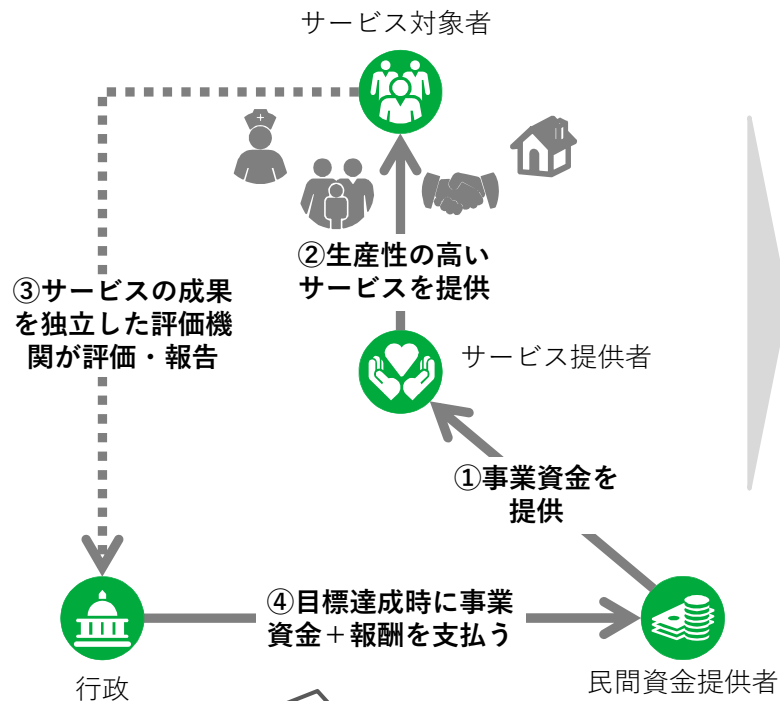 サービス対象者
②生産性の高い
サービスを提供
③サービスの成果
を独立した評価機
関が評価・報告
サービス提供者
①事業資金を
提供
④目標達成時に事業
資金＋報酬を支払う
行政
民間資金提供者